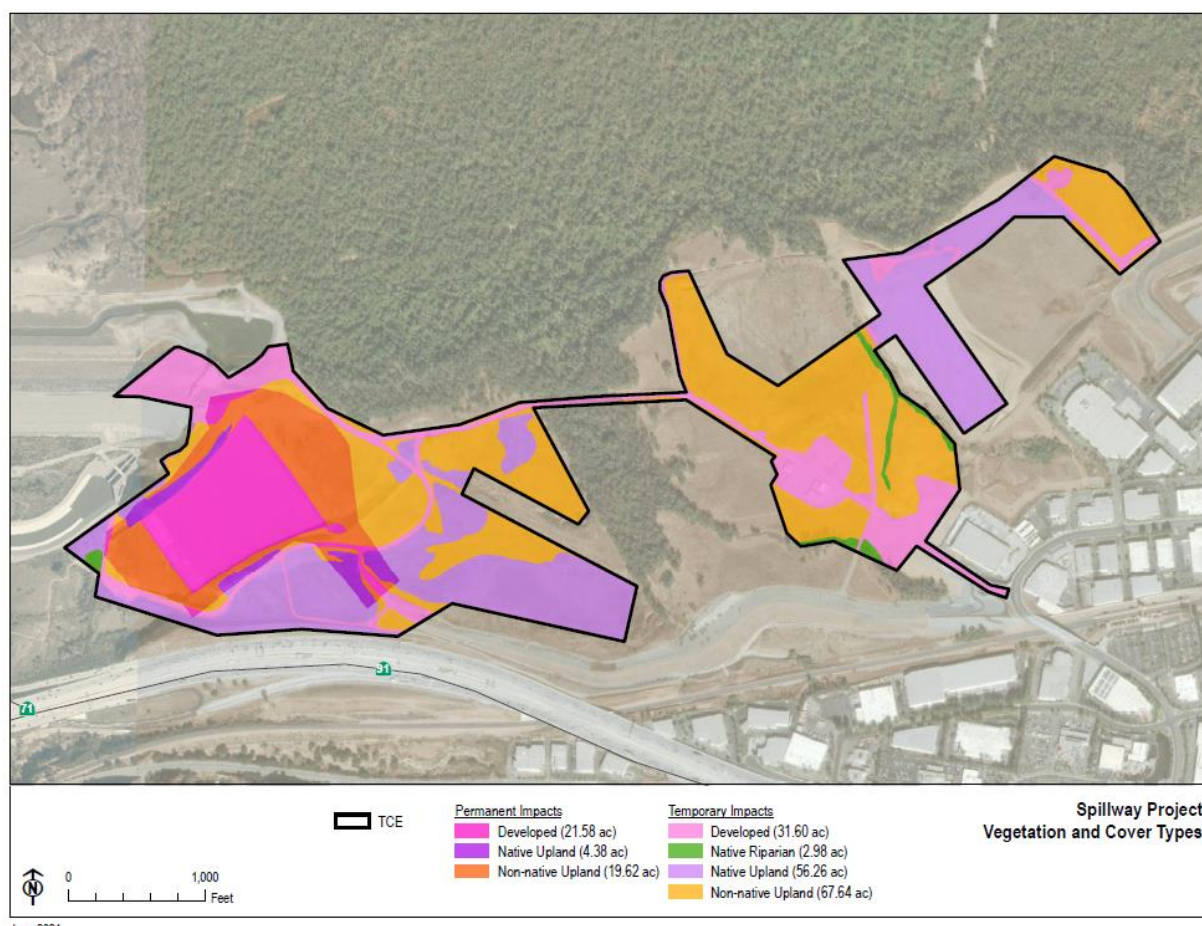 91
71
TCE
Permanent Impacts
Developed (21.58 ac)
Native Upland (4.38 ac)
Non-native Upland (19.62 ac)
Temporary Impacts
Developed (31.60 ac)
Native Riparian (2.98 ac)
Native Upland (56.26 ac)
Non-native Upland (67.64 ac)
Spillway Project
Vegetation and Cover Types
N
0 1,000
Feet